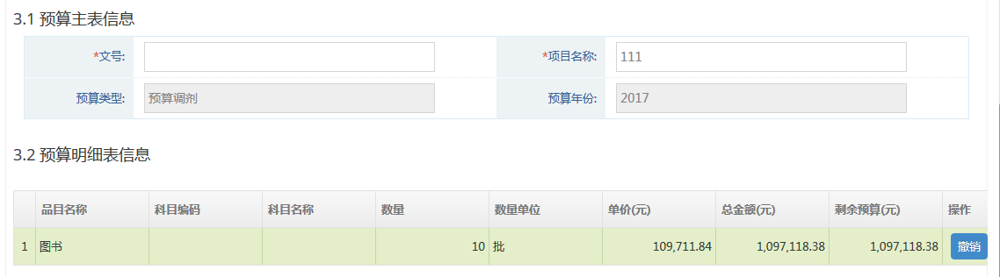 3.1 预算主表信息
*文号: *项目名称: 111
预算类型: 预算调剂 预算年份: 2017
3.2 预算明细表信息
品目名称 科目编码 科目名称 数量 数量单位 单价(元) 总金额(元) 剩余预算(元) 操作
1 图书 10 批 109,711.84 1,097,118.38 1,097,118.38 撤销